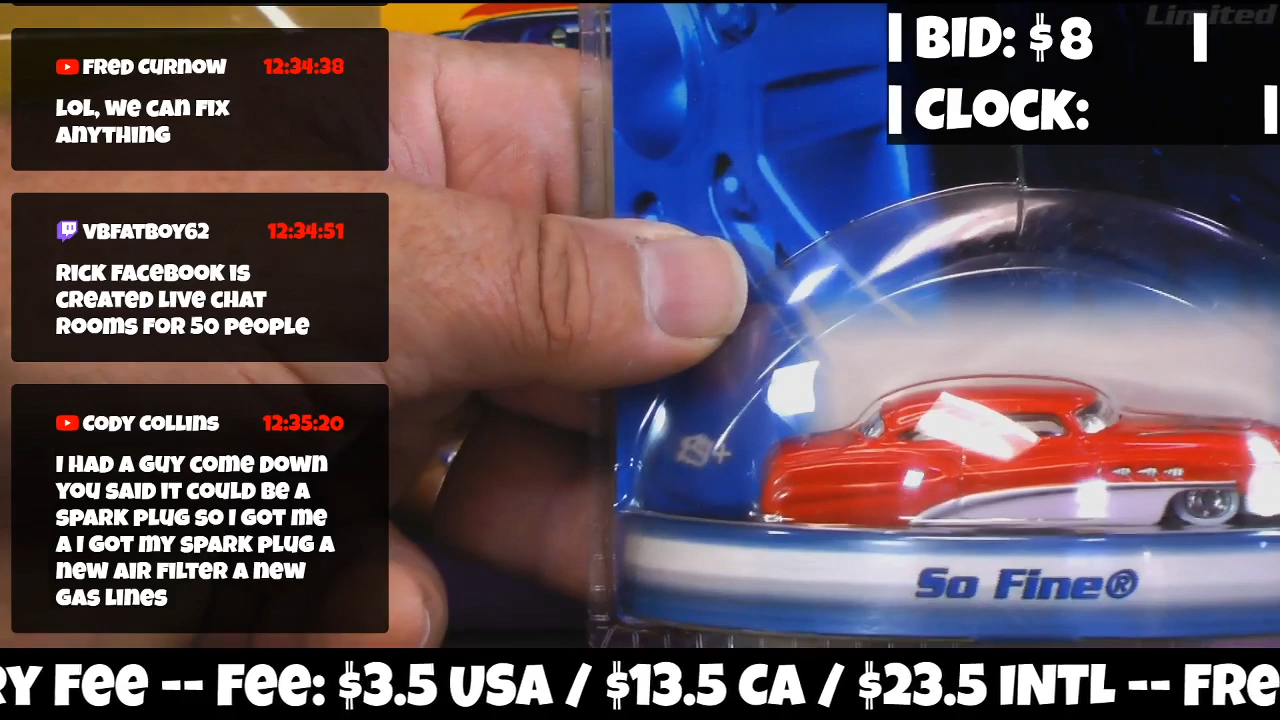 FRED CURNOW 12:34:38
LOL, WE CAN FIX
ANYTHING
VBFATBOY62 12:34:51
RICK FACEBOOK IS
CREATED LIVE CHAT
ROOMS FOR 50 PEOPLE
CODY COLLINS 12:35:20
I HAD A GUY COME DOWN
YOU SAID IT COULD BE A
SPARK PLUG SO I GOT ME
A I GOT MY SPARK PLUG A
NEW AIR FILTER A NEW
GAS LINES
Limited
| BID: $8 |
| CLOCK: |
So Fine®
RY FEE -- FEE: $3.5 USA / $13.5 CA / $23.5 INTL -- FRE